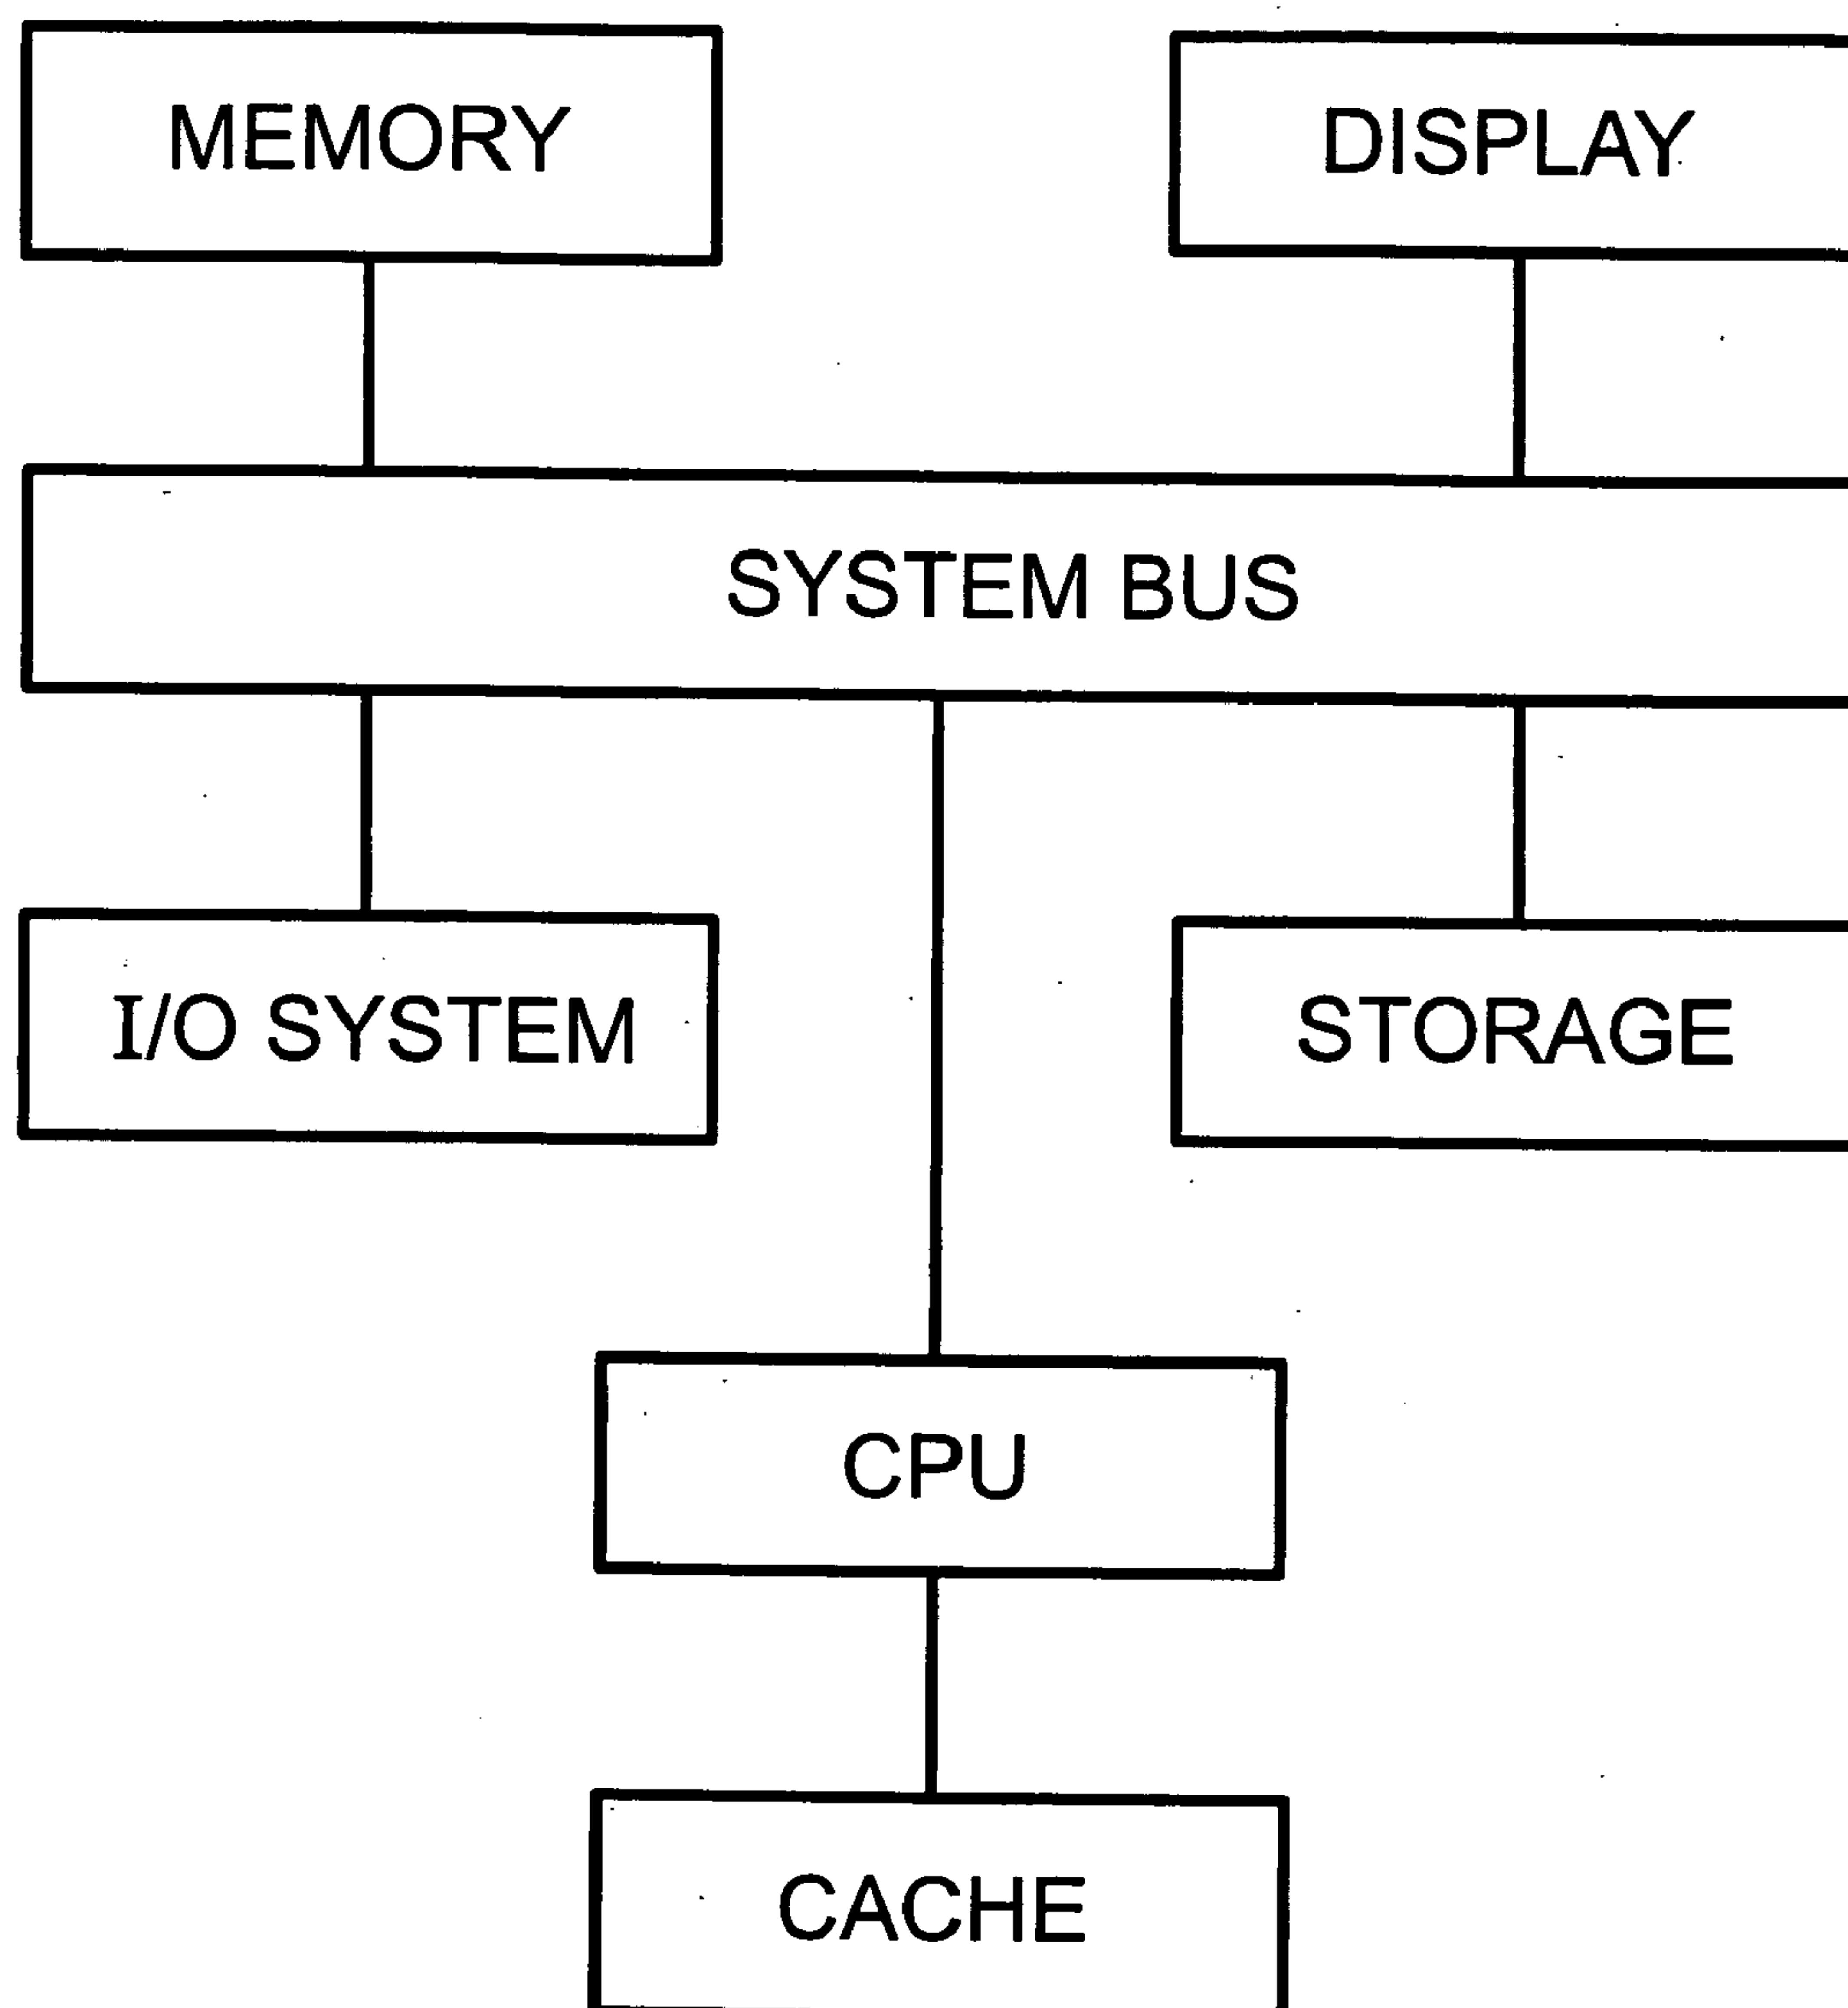 MEMORY
DISPLAY
SYSTEM BUS
I/O SYSTEM
STORAGE
CPU
CACHE